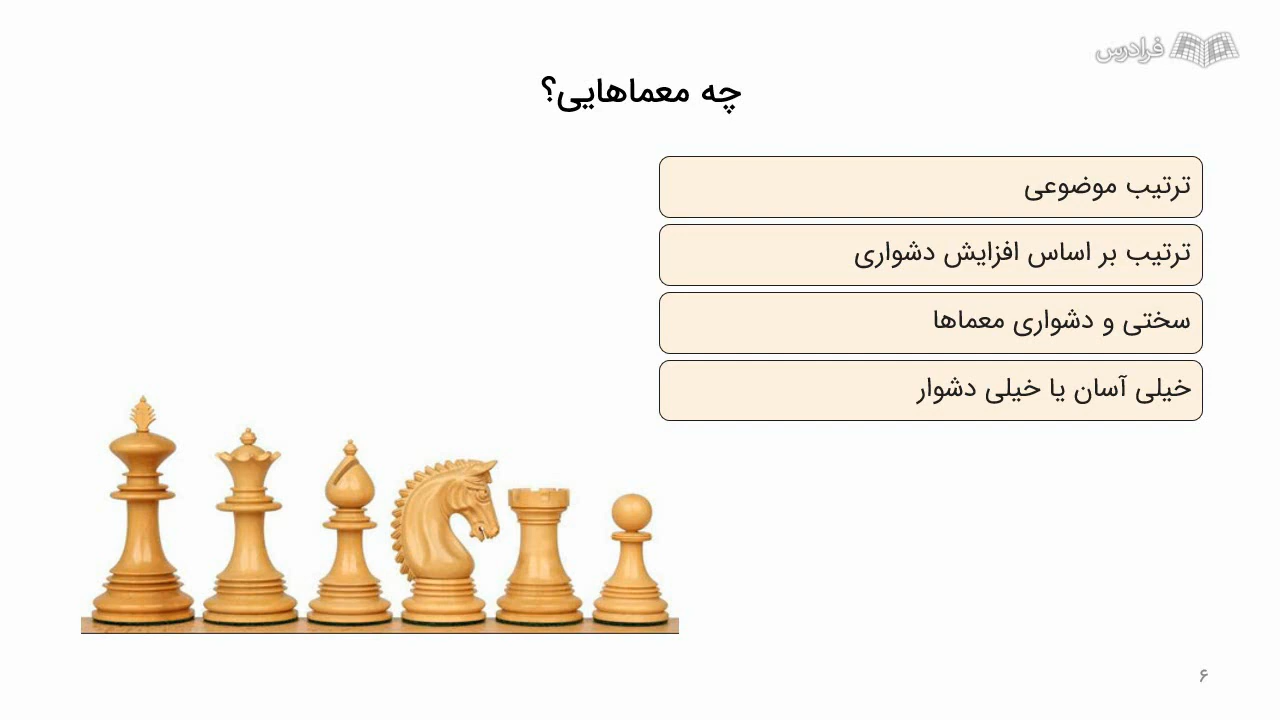 فرادرس
چه معماهایی؟
ترتیب موضوعی
ترتیب بر اساس افزایش دشواری
سختی و دشواری معماها
خیلی آسان یا خیلی دشوار
۶